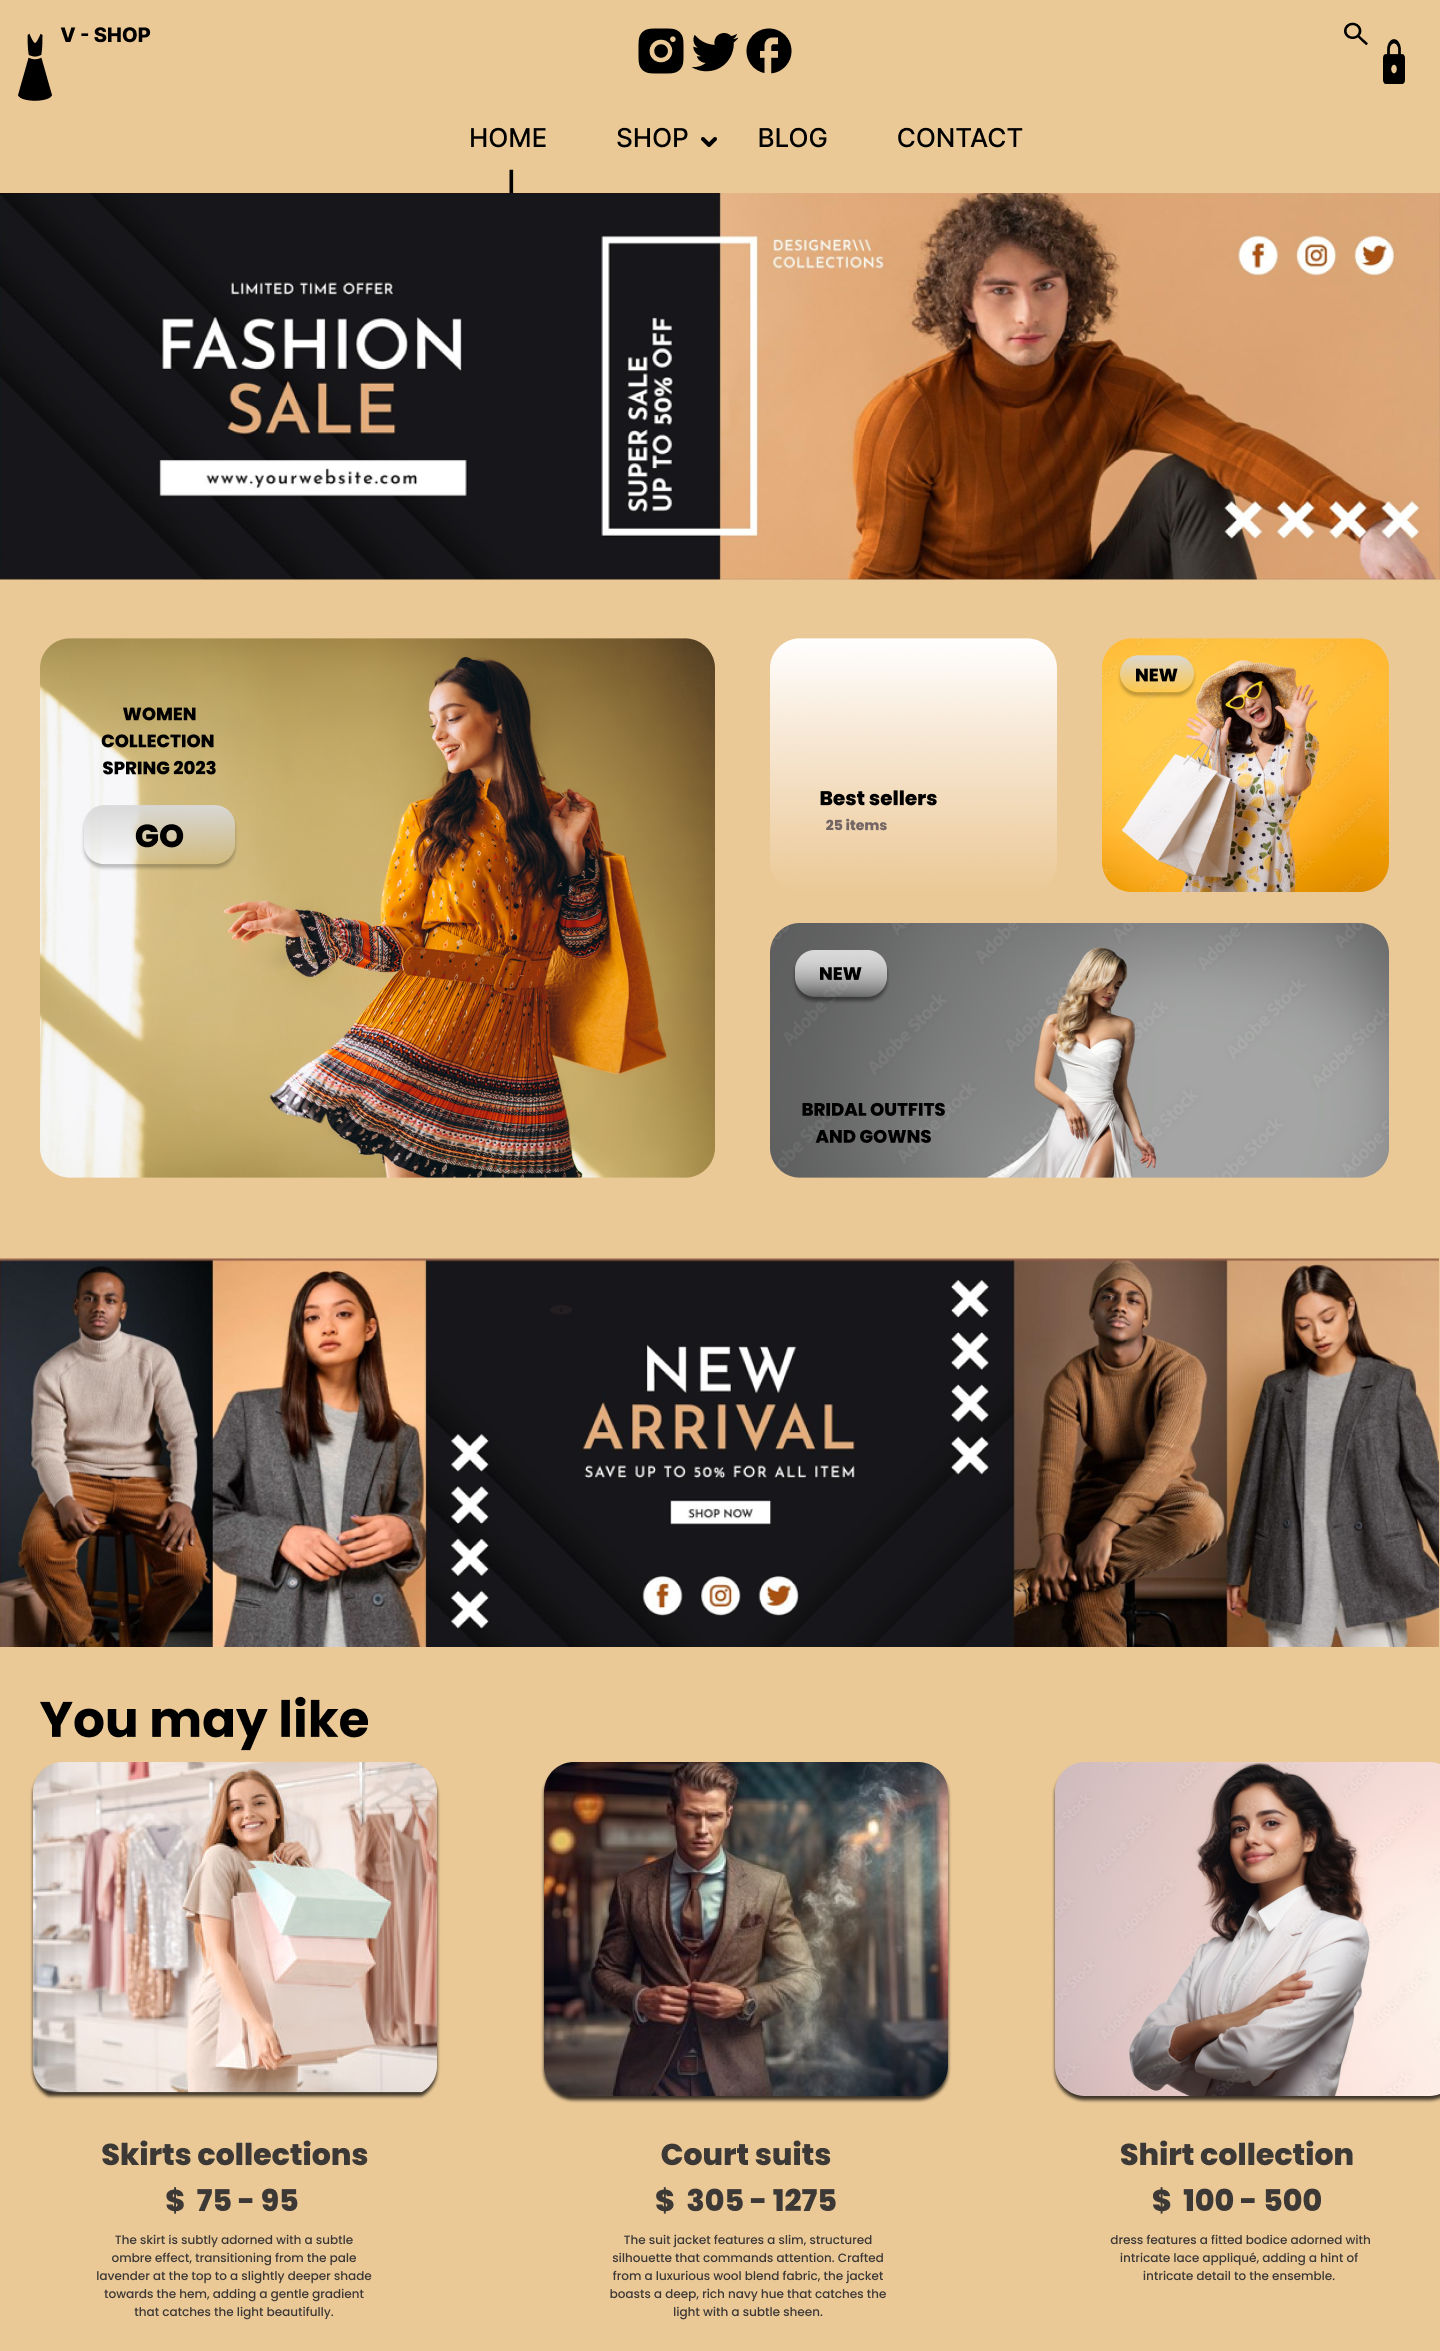 V - SHOP
HOME
SHOP
BLOG
CONTACT
LIMITED TIME OFFER
FASHION
SALE
www.yourwebsite.com
SUPER SALE
UP TO 50% OFF
DESIGNER\\\
COLLECTIONS
WOMEN
COLLECTION
SPRING 2023
GO
Best sellers
25 items
NEW
NEW
Adobe Stock
BRIDAL OUTFITS
AND GOWNS
NEW
ARRIVAL
SAVE UP TO 50% FOR ALL ITEM
SHOP NOW
You may like
Skirts collections
$ 75 - 95
The skirt is subtly adorned with a subtle
ombre effect, transitioning from the pale
lavender at the top to a slightly deeper shade
towards the hem, adding a gentle gradient
that catches the light beautifully.
Court suits
$ 305 - 1275
The suit jacket features a slim, structured
silhouette that commands attention. Crafted
from a luxurious wool blend fabric, the jacket
boasts a deep, rich navy hue that catches the
light with a subtle sheen.
Shirt collection
$ 100 - 500
dress features a fitted bodice adorned with
intricate lace appliqué, adding a hint of
intricate detail to the ensemble.